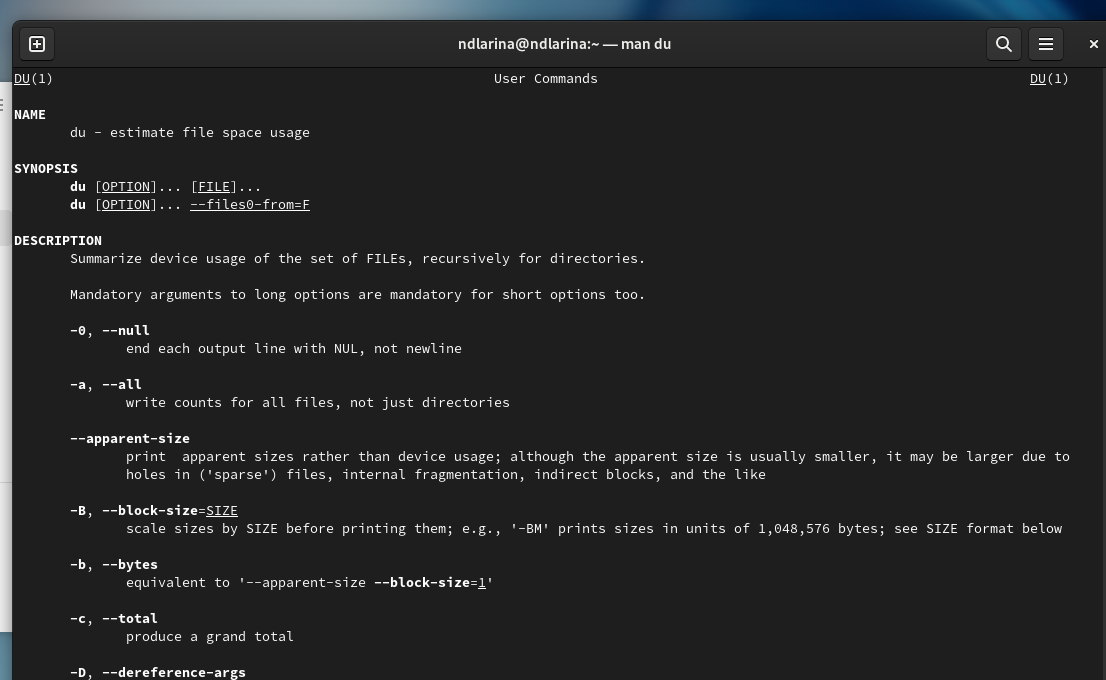 ndlarina@ndlarina:~ — man du
DU(1) User Commands DU(1)
NAME
du - estimate file space usage
SYNOPSIS
du [OPTION]... [FILE]...
du [OPTION]... --files0-from=F
DESCRIPTION
Summarize device usage of the set of FILEs, recursively for directories.
Mandatory arguments to long options are mandatory for short options too.
-0, --null
end each output line with NUL, not newline
-a, --all
write counts for all files, not just directories
--apparent-size
print  apparent sizes rather than device usage; although the apparent size is usually smaller, it may be larger due to
holes in ('sparse') files, internal fragmentation, indirect blocks, and the like
-B, --block-size=SIZE
scale sizes by SIZE before printing them; e.g., '-BM' prints sizes in units of 1,048,576 bytes; see SIZE format below
-b, --bytes
equivalent to '--apparent-size --block-size=1'
-c, --total
produce a grand total
-D, --dereference-args